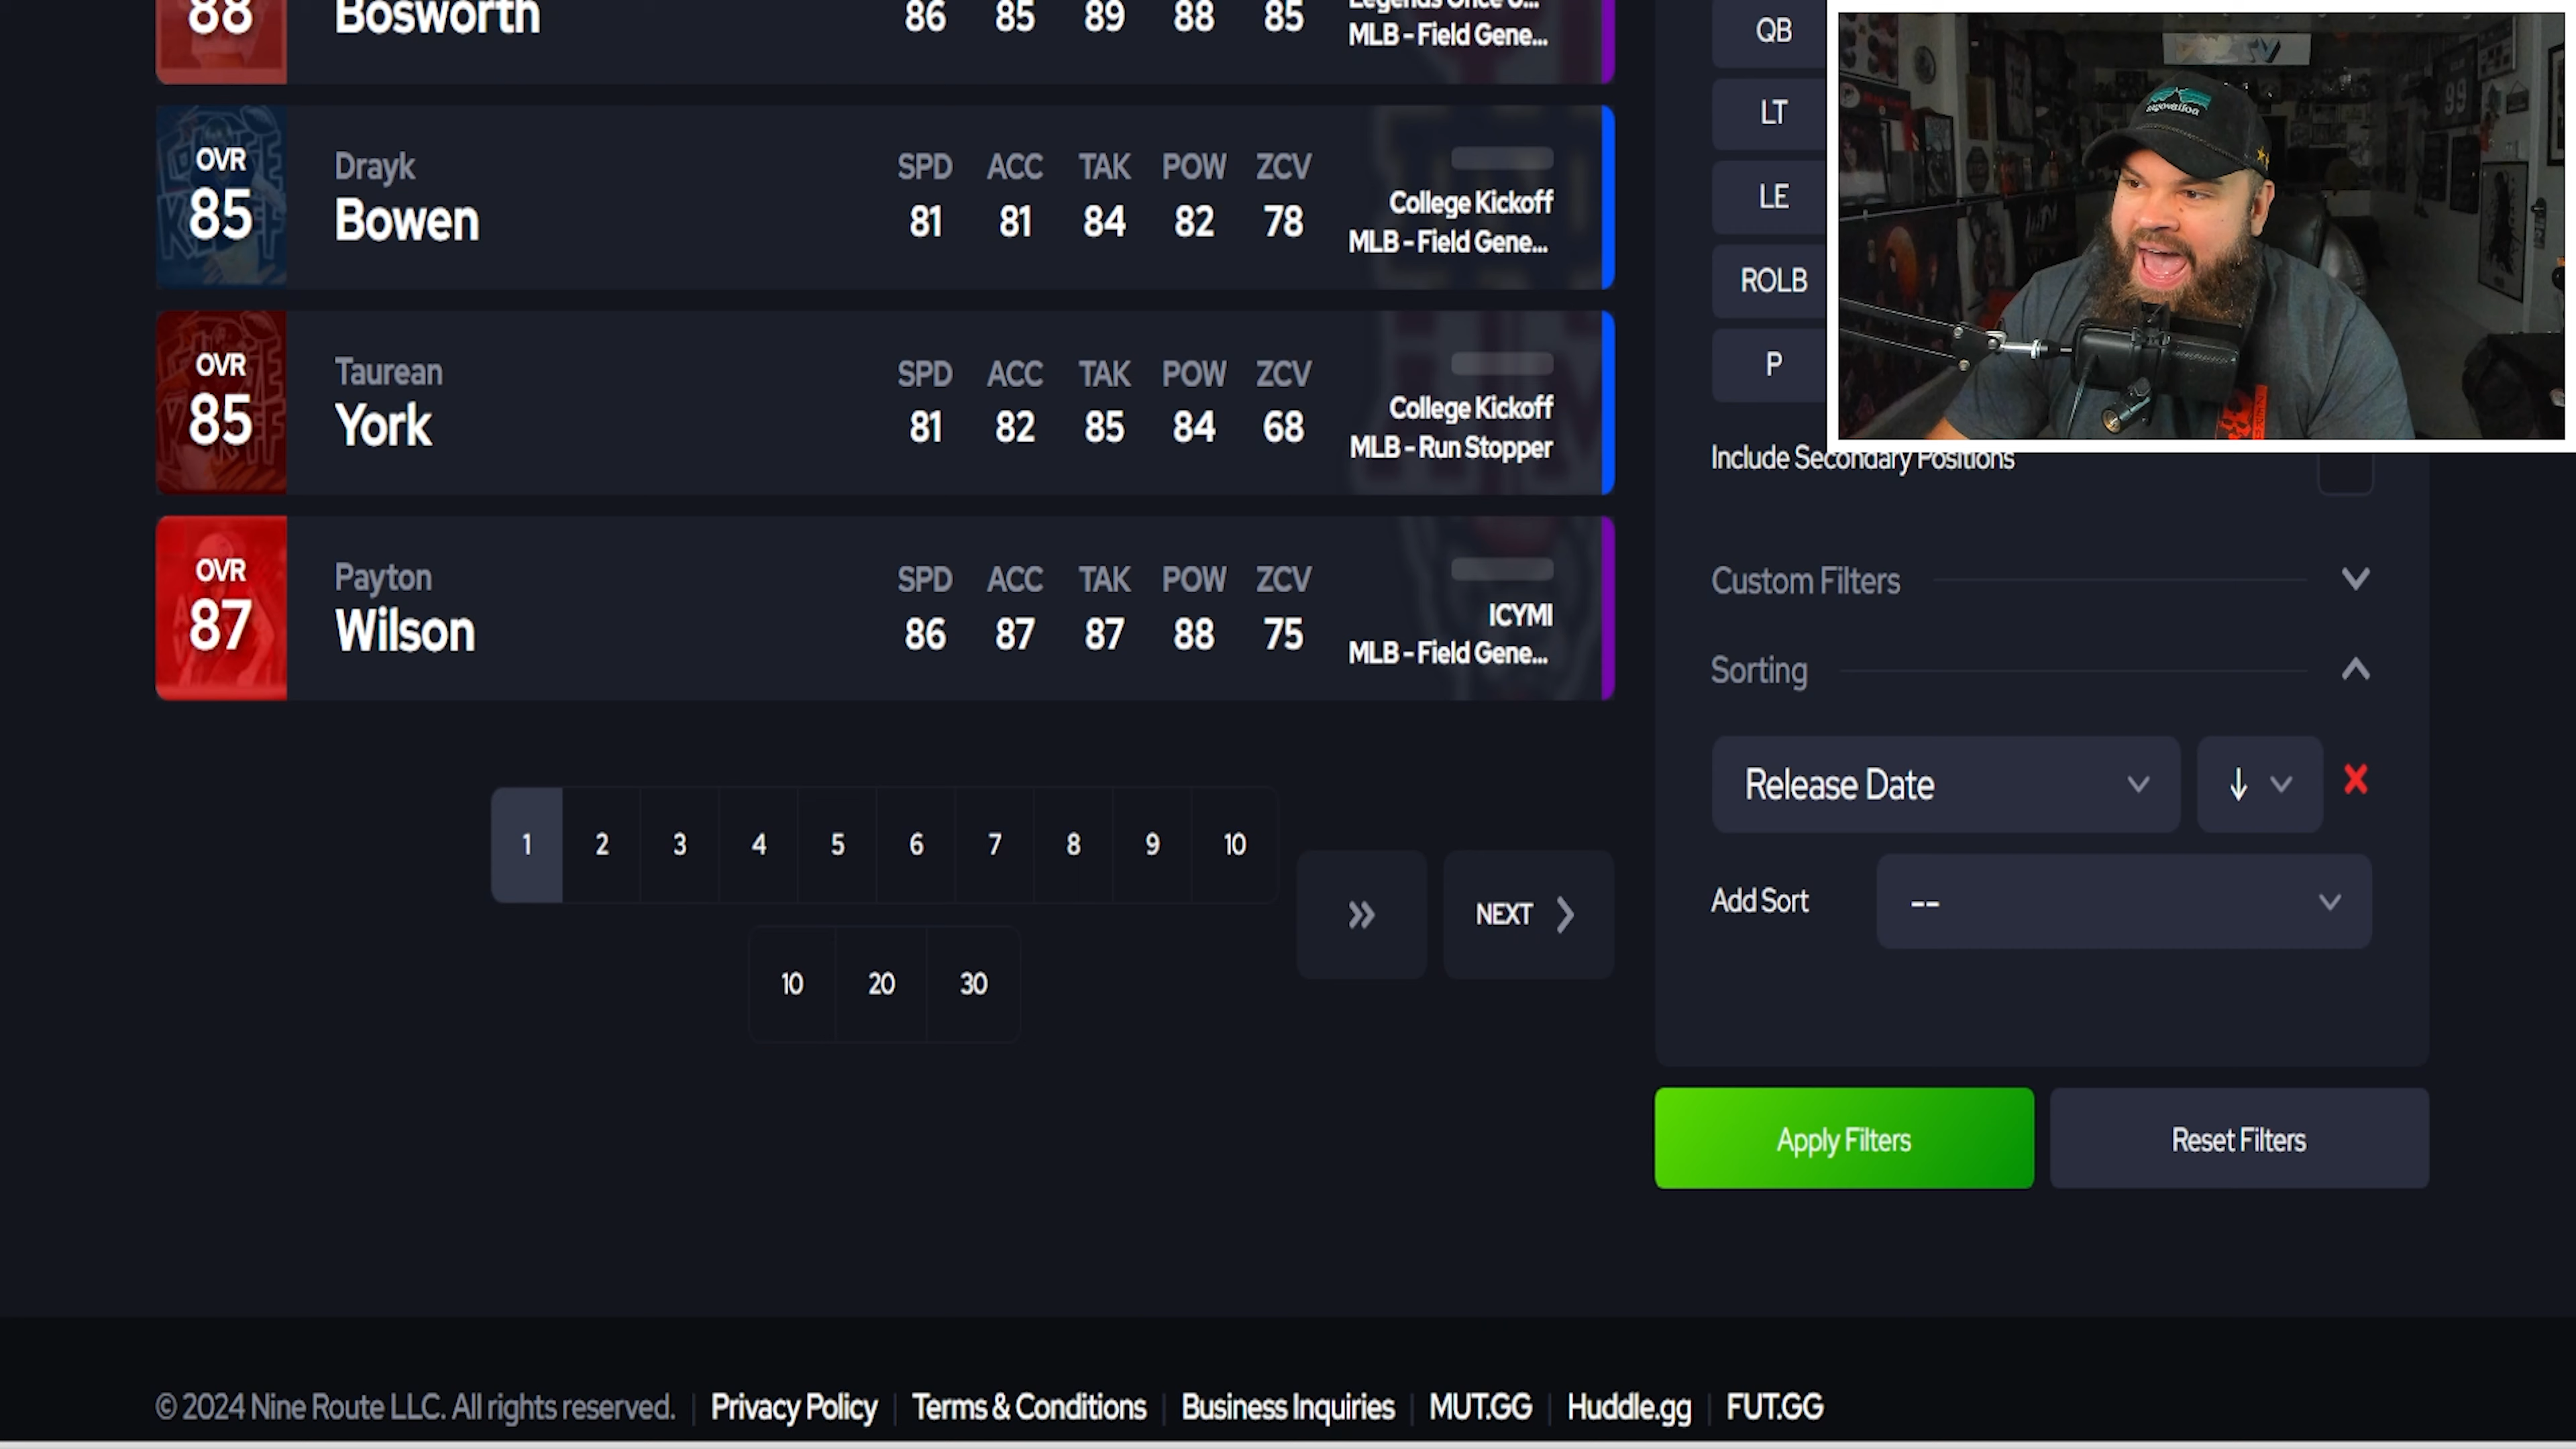 88
Bosworth
86 85 89 88 85
MLB - Field Gene...
OVR
85
Drayk
Bowen
SPD ACC TAK POW ZCV
81 81 84 82 78
College Kickoff
MLB - Field Gene...
OVR
85
Taurean
York
SPD ACC TAK POW ZCV
81 82 85 84 68
College Kickoff
MLB - Run Stopper
OVR
87
Payton
Wilson
SPD ACC TAK POW ZCV
86 87 87 88 75
ICYMI
MLB - Field Gene...
1 2 3 4 5 6 7 8 9 10
10 20 30
»
NEXT
QB
LT
LE
ROLB
P
99
Include Secondary Positions
Custom Filters
Sorting
Release Date
Add Sort
--
Apply Filters
Reset Filters
© 2024 Nine Route LLC. All rights reserved. | Privacy Policy | Terms & Conditions | Business Inquiries | MUT.GG | Huddle.gg | FUT.GG